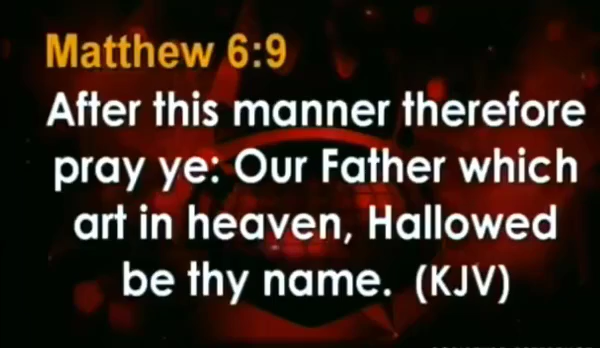 Matthew 6:9
After this manner therefore
pray ye: Our Father which
art in heaven, Hallowed
be thy name. (KJV)